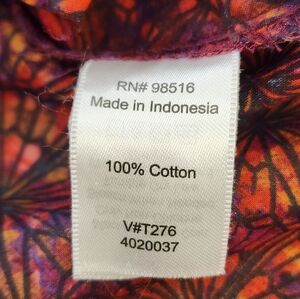 RN# 98516
Made in Indonesia
100% Cotton
V#T276
4020037